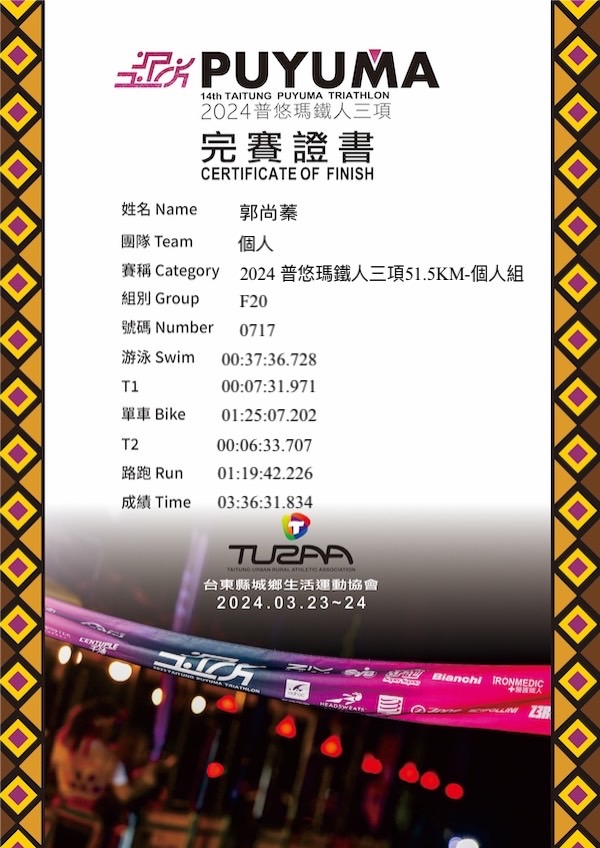 PUYUMA
14th TAITUNG PUYUMA TRIATHLON
2024普悠瑪鐵人三項
完賽證書
CERTIFICATE OF FINISH
姓名 Name 郭尚蓁
團隊 Team 個人
賽稱 Category 2024 普悠瑪鐵人三項51.5KM-個人組
組別 Group F20
號碼 Number 0717
游泳 Swim 00:37:36.728
T1 00:07:31.971
單車 Bike 01:25:07.202
T2 00:06:33.707
路跑 Run 01:19:42.226
成績 Time 03:36:31.834
T
TUZAA
TAITUNG URBAN RURAL ATHLETIC ASSOCIATION
台東縣城鄉生活運動協會
2024.03.23~24
CENTUPLE
TAITUNG PUYUMA TRIATHLON
ZIV
Bianchi
IRONMEDIC
HEADSWEATS